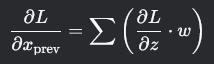 ∂L/∂x_prev = ∑ (∂L/∂z · w)